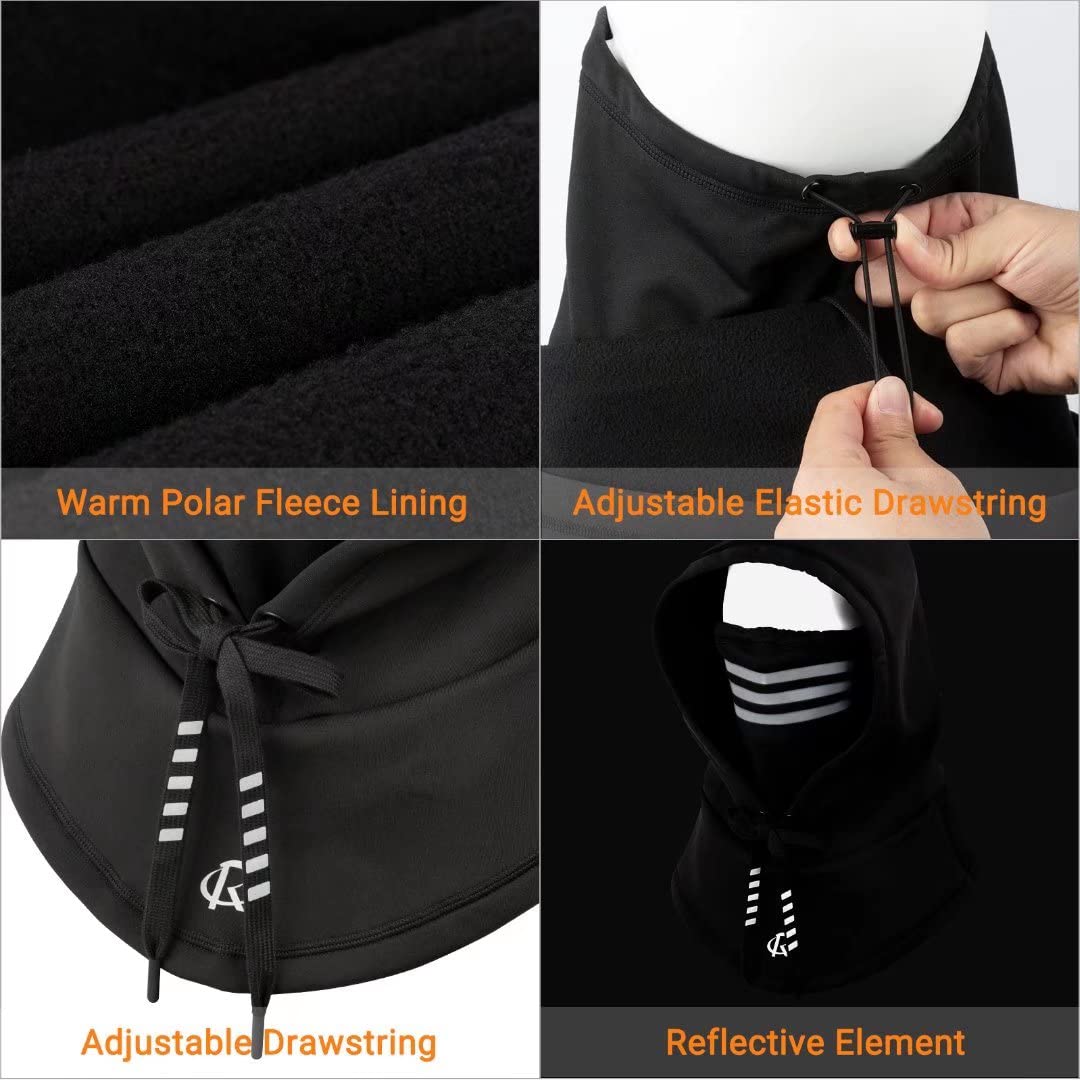 Warm Polar Fleece Lining
Adjustable Elastic Drawstring
Adjustable Drawstring
Reflective Element